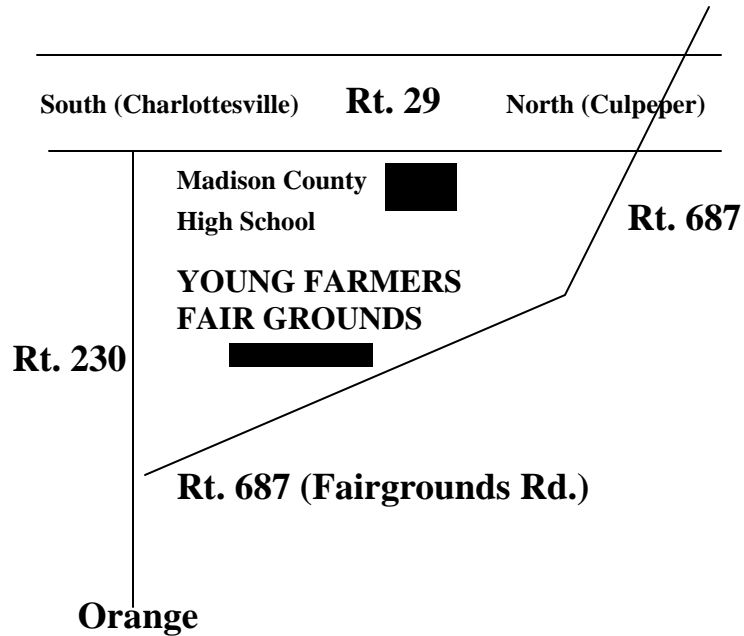 South (Charlottesville) Rt. 29 North (Culpeper)
Madison County
High School
Rt. 687
YOUNG FARMERS
FAIR GROUNDS
Rt. 230
Rt. 687 (Fairgrounds Rd.)
Orange